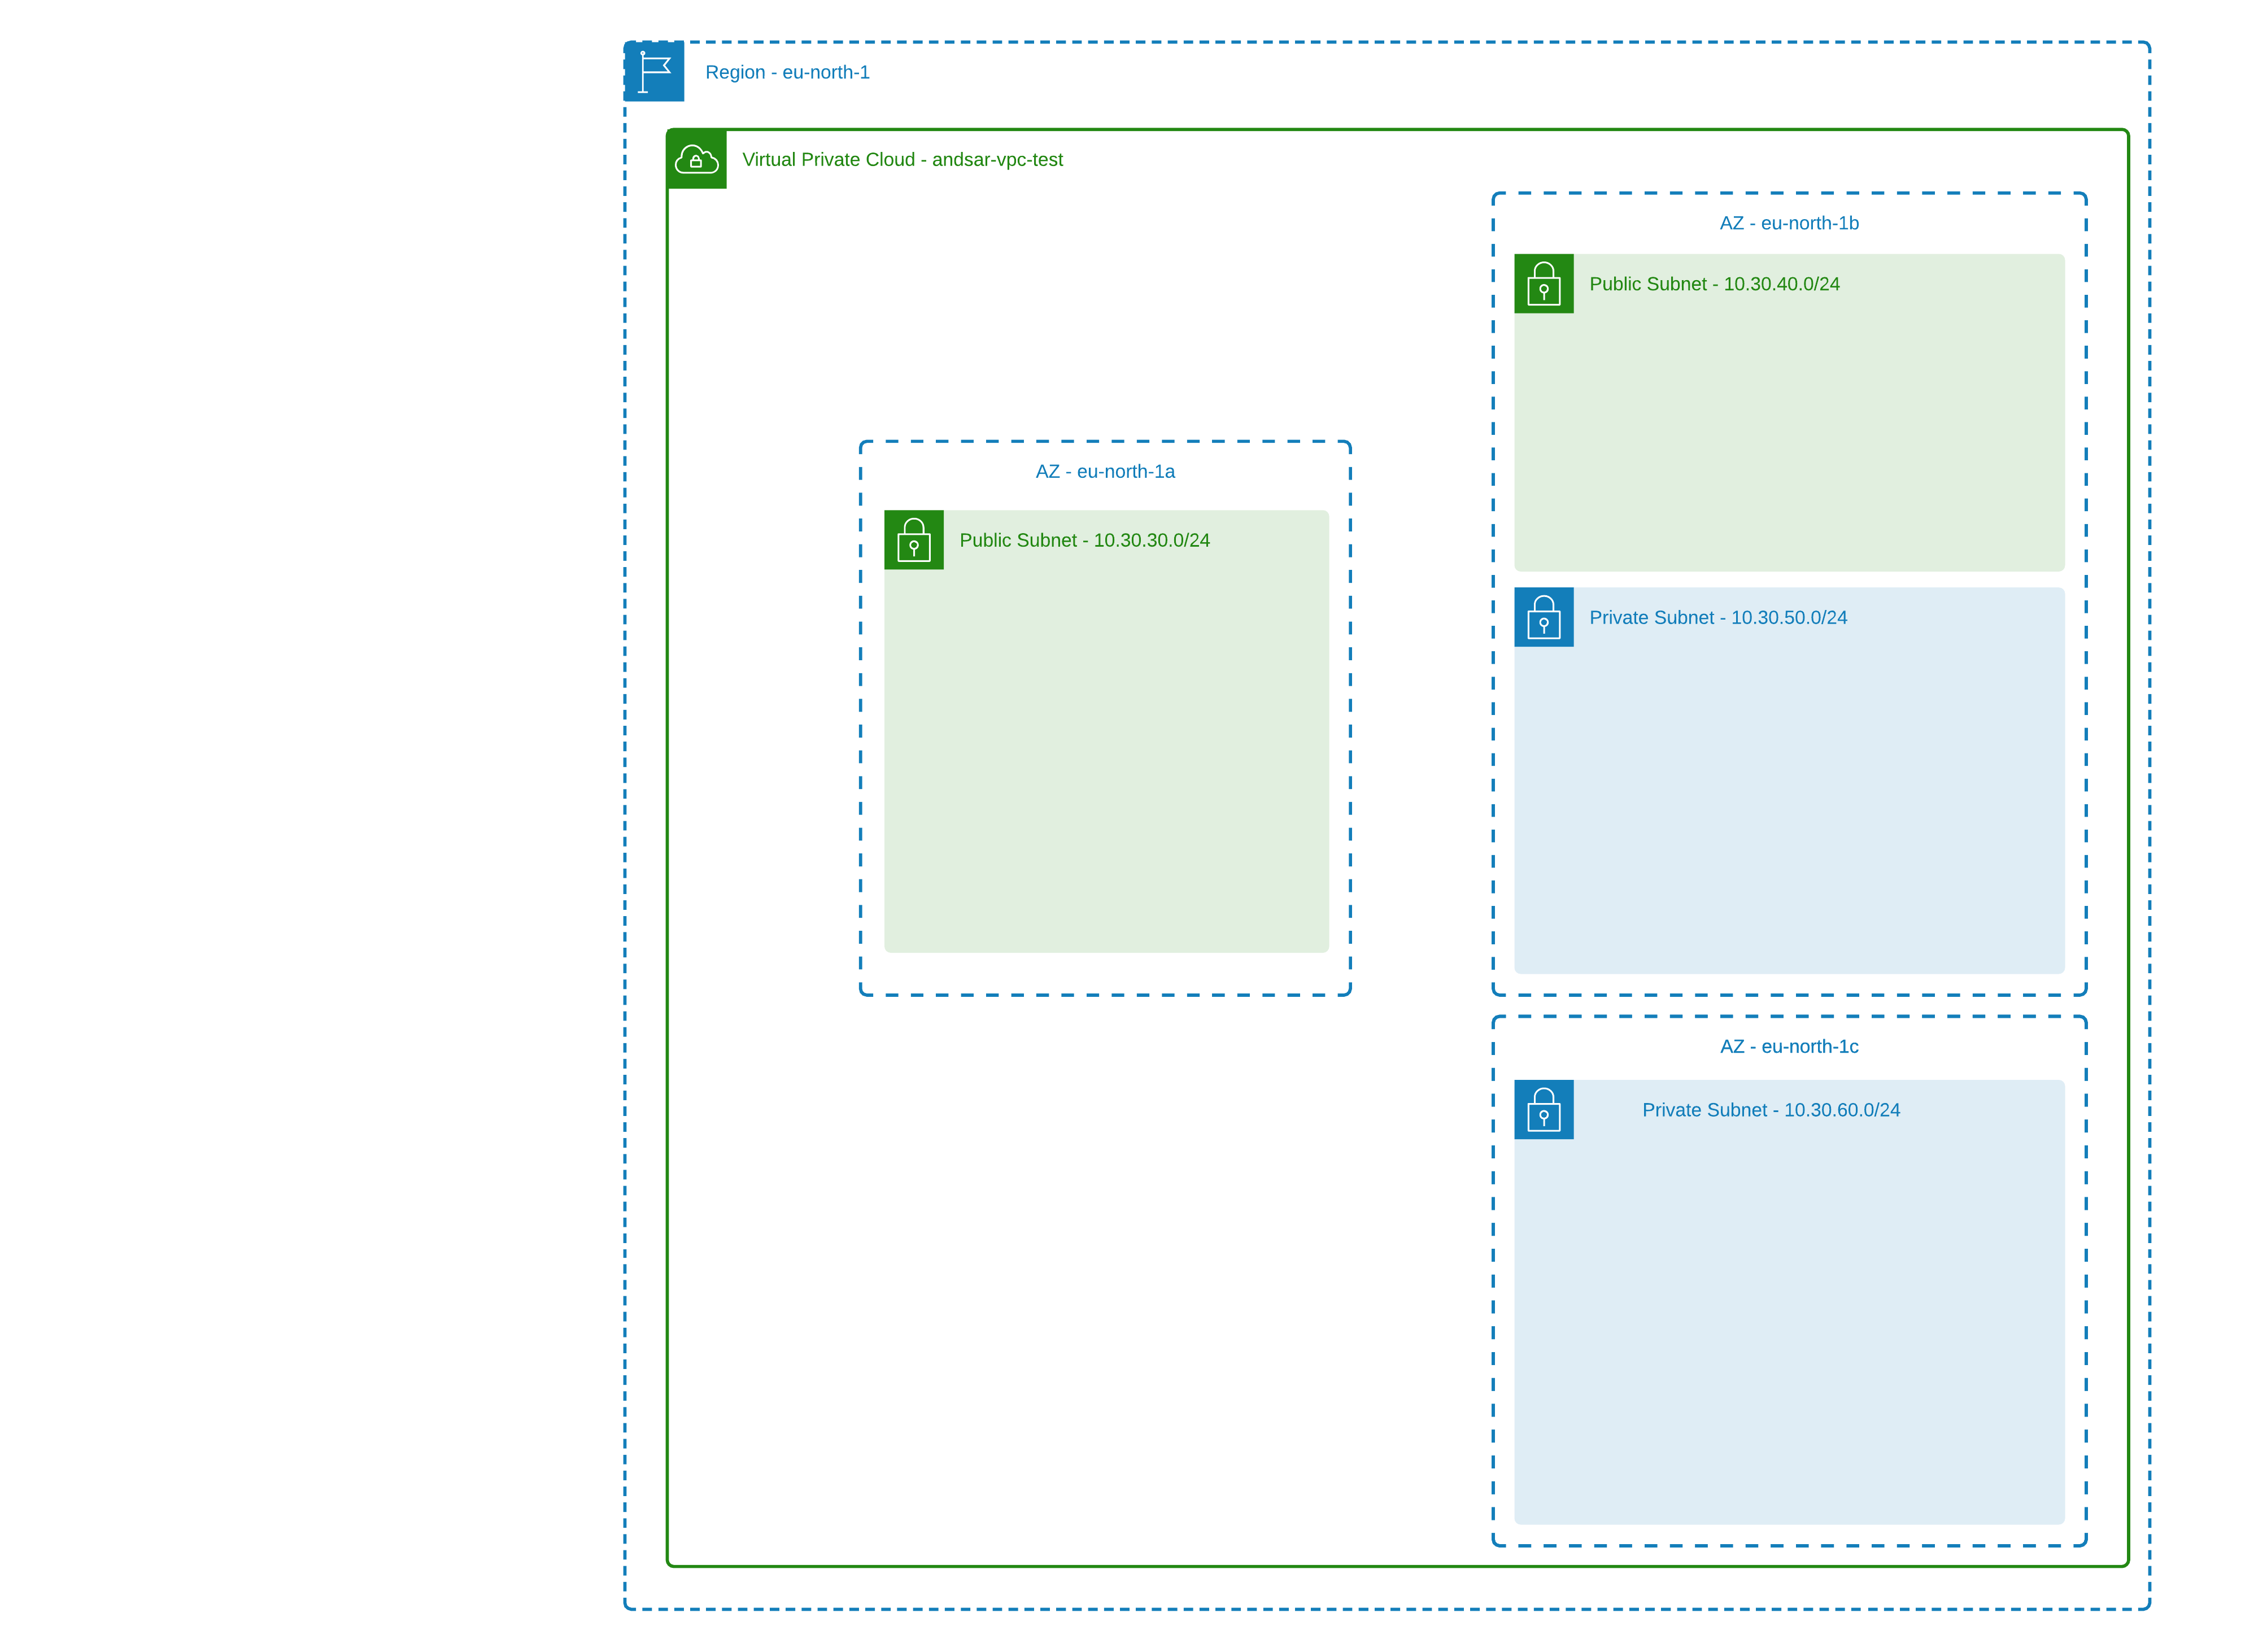 Region - eu-north-1
Virtual Private Cloud - andsar-vpc-test
AZ - eu-north-1a
Public Subnet - 10.30.30.0/24
AZ - eu-north-1b
Public Subnet - 10.30.40.0/24
Private Subnet - 10.30.50.0/24
AZ - eu-north-1c
Private Subnet - 10.30.60.0/24